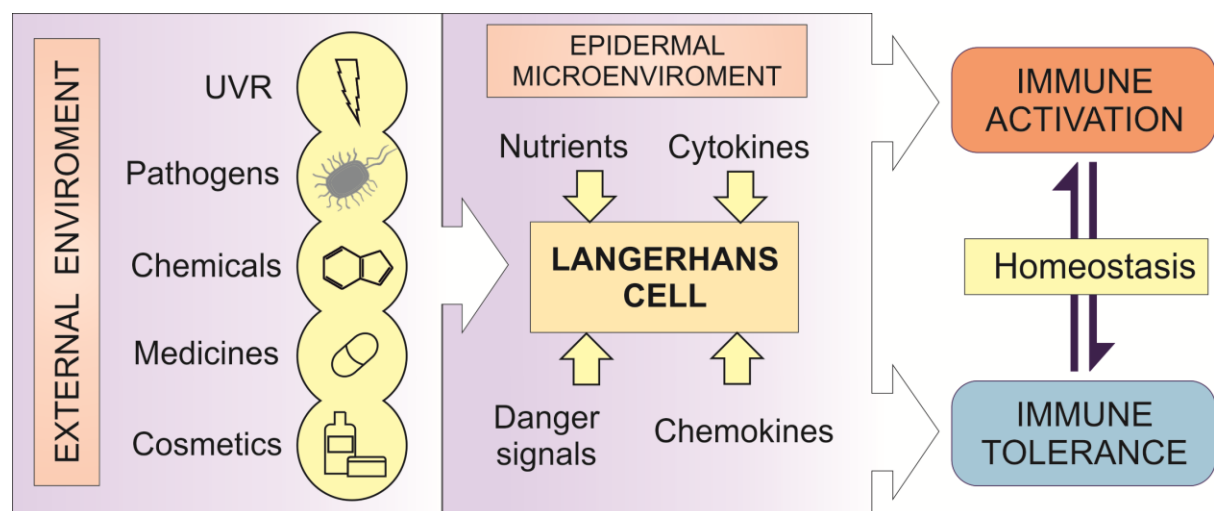 EXTERNAL ENVIROMENT
UVR
Pathogens
Chemicals
Medicines
Cosmetics
EPIDERMAL
MICROENVIROMENT
Nutrients
Cytokines
LANGERHANS
CELL
Danger
signals
Chemokines
IMMUNE
ACTIVATION
Homeostasis
IMMUNE
TOLERANCE